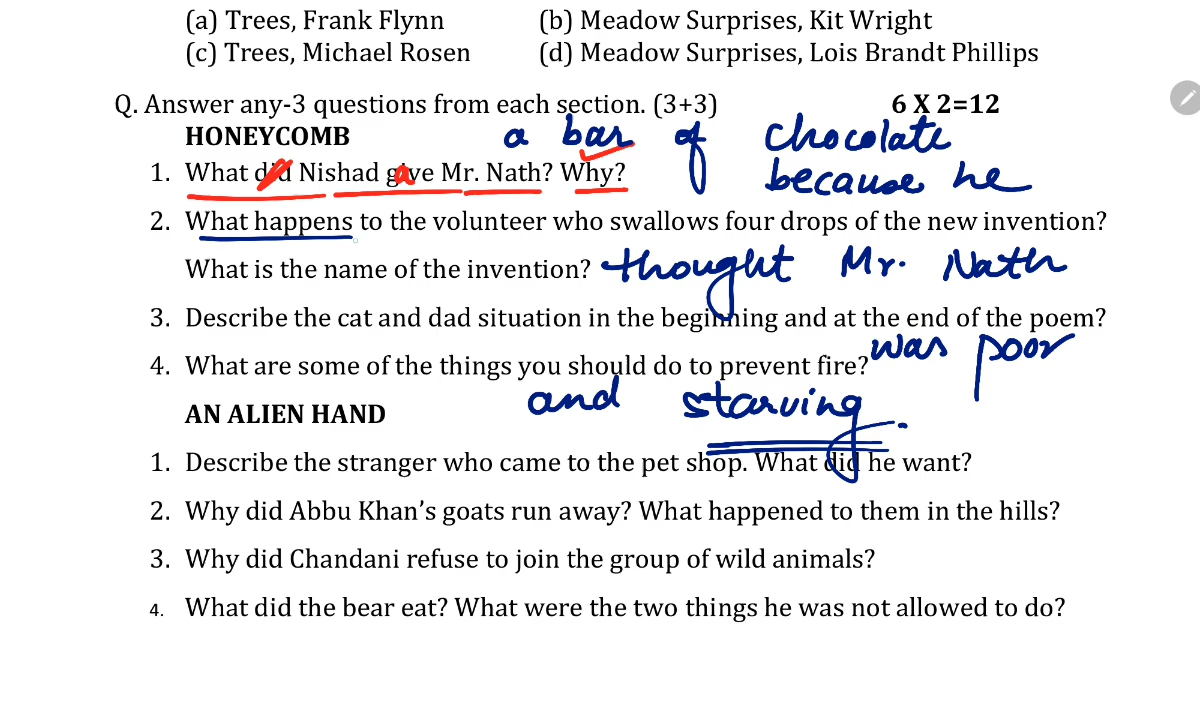 (a) Trees, Frank Flynn (b) Meadow Surprises, Kit Wright
(c) Trees, Michael Rosen (d) Meadow Surprises, Lois Brandt Phillips
Q. Answer any-3 questions from each section. (3+3) 6 X 2=12
HONEYCOMB a bar of chocolate
1. What did Nishad gave Mr. Nath? Why? because he
2. What happens to the volunteer who swallows four drops of the new invention?
What is the name of the invention? thought Mr. Nath
3. Describe the cat and dad situation in the beginning and at the end of the poem?
4. What are some of the things you should do to prevent fire? was poor
and starving.
AN ALIEN HAND
1. Describe the stranger who came to the pet shop. What did he want?
2. Why did Abbu Khan’s goats run away? What happened to them in the hills?
3. Why did Chandani refuse to join the group of wild animals?
4. What did the bear eat? What were the two things he was not allowed to do?